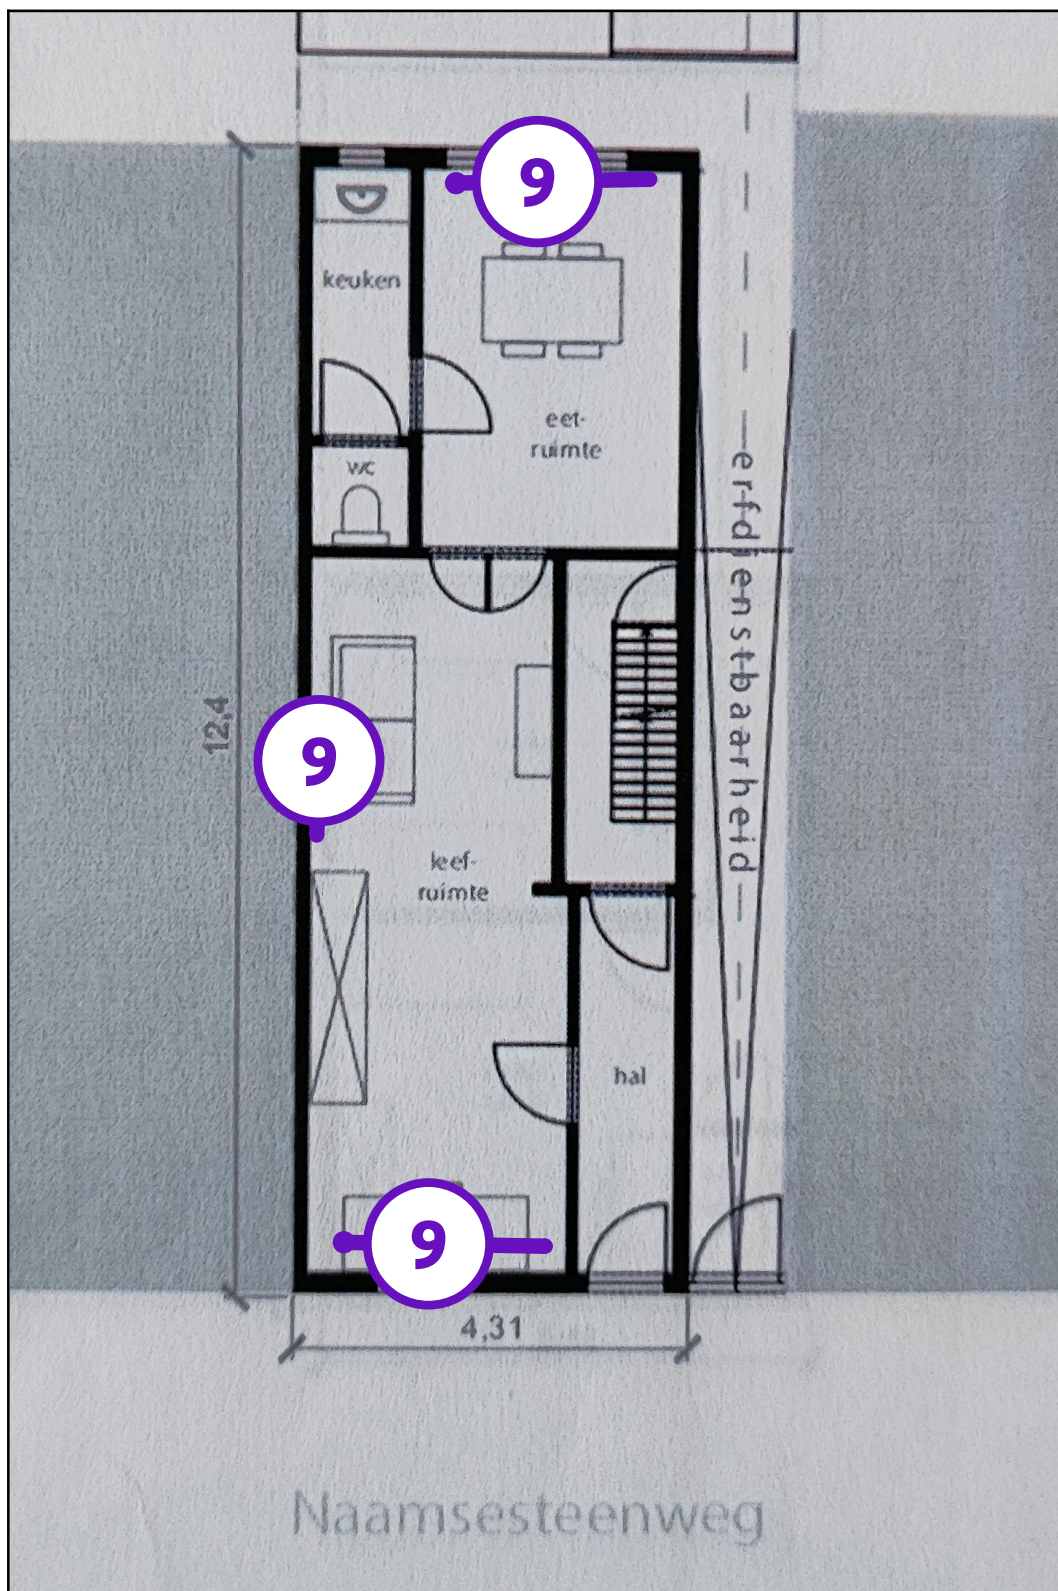 9
keuken
eet-
ruimte
wc
erfdienstbaarheid
12,4
9
leef-
ruimte
hal
9
4,31
Naamsesteenweg